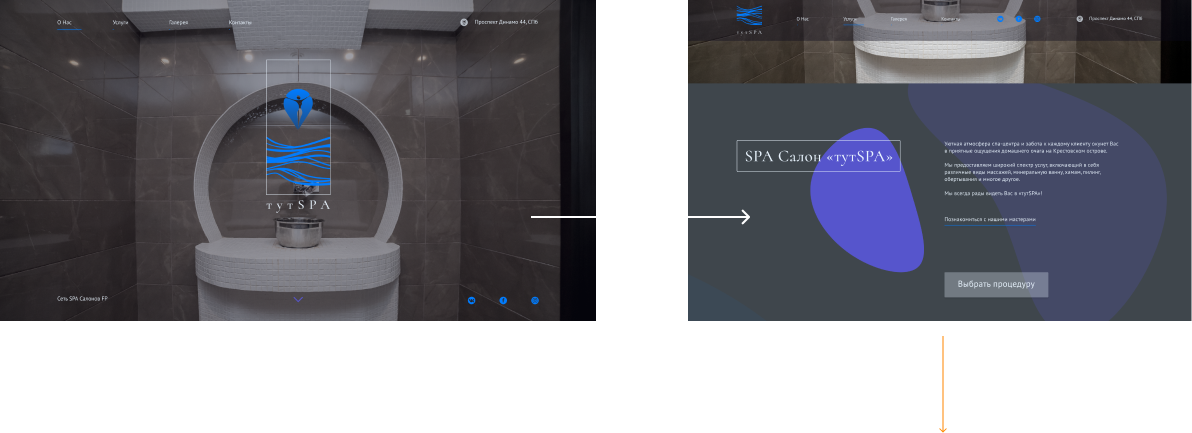 О Нас
Услуги
Галерея
Контакты
Проспект Динамо 44, СПб
тутSPA
Сеть SPA Салонов FP
тутSPA
О Нас
Услуги
Галерея
Контакты
Проспект Динамо 44, СПб
SPA Салон «тутSPA»
Уютная атмосфера спа-центра и забота к каждому клиенту окунет Вас
в приятные ощущения домашнего очага на Крестовском острове.
Мы предоставляем широкий спектр услуг, включающий в себя
различные виды массажей, минеральную ванну, хамам, пилинг,
обертывания и многое другое.
Мы всегда рады видеть Вас в «тутSPA»!
Познакомиться с нашими мастерами
Выбрать процедуру